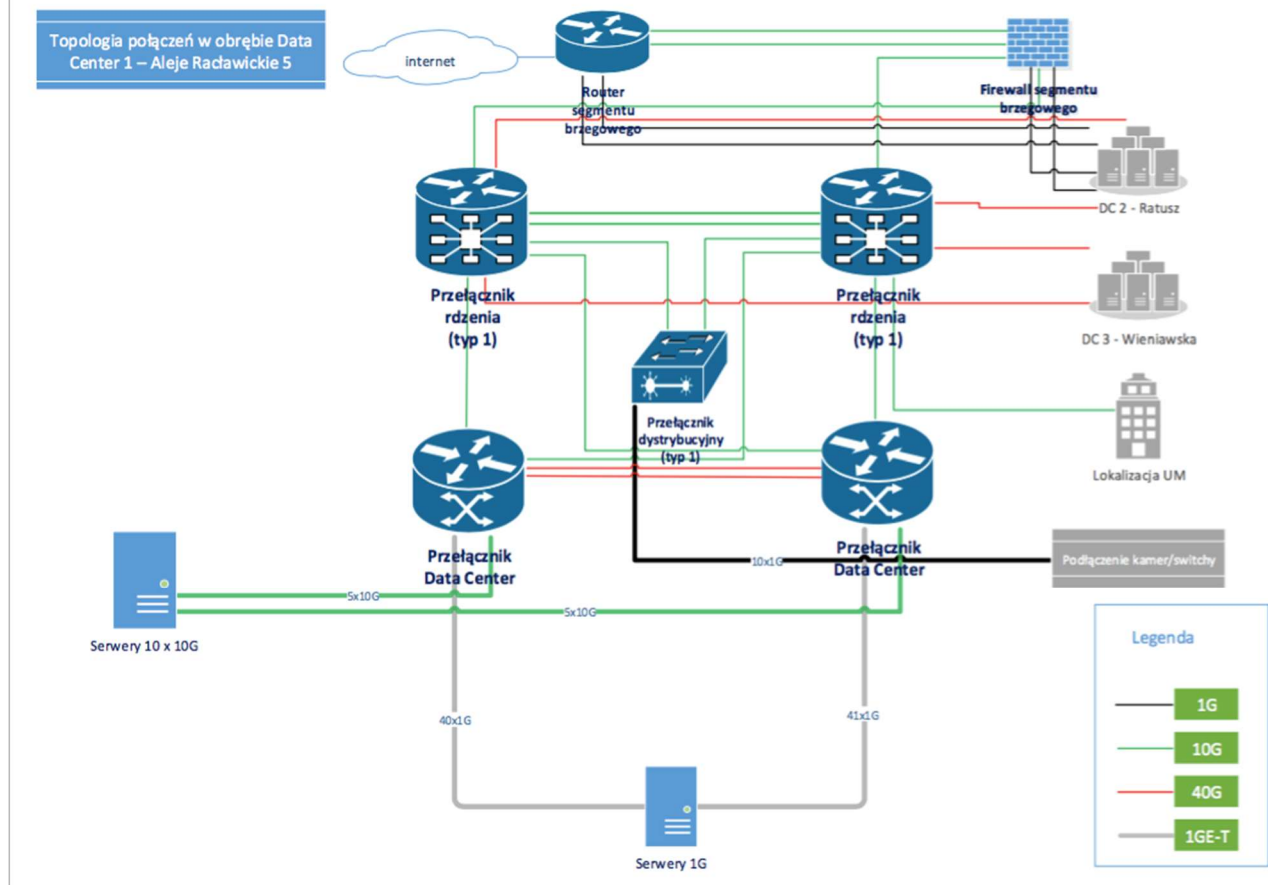 Topologia połączeń w obrębie Data
Center 1 – Aleje Racławickie 5
internet
Router
segmentu
brzegowego
Firewall segmentu
brzegowego
DC 2 - Ratusz
Przełącznik
rdzenia
(typ 1)
Przełącznik
rdzenia
(typ 1)
DC 3 - Wieniawska
Przełącznik
dystrybucyjny
(typ 1)
Lokalizacja UM
Przełącznik
Data Center
Przełącznik
Data Center
10x1G
Podłączenie kamer/switchy
5x10G
5x10G
Serwery 10 x 10G
40x1G
41x1G
Serwery 1G
Legenda
1G
10G
40G
1GE-T